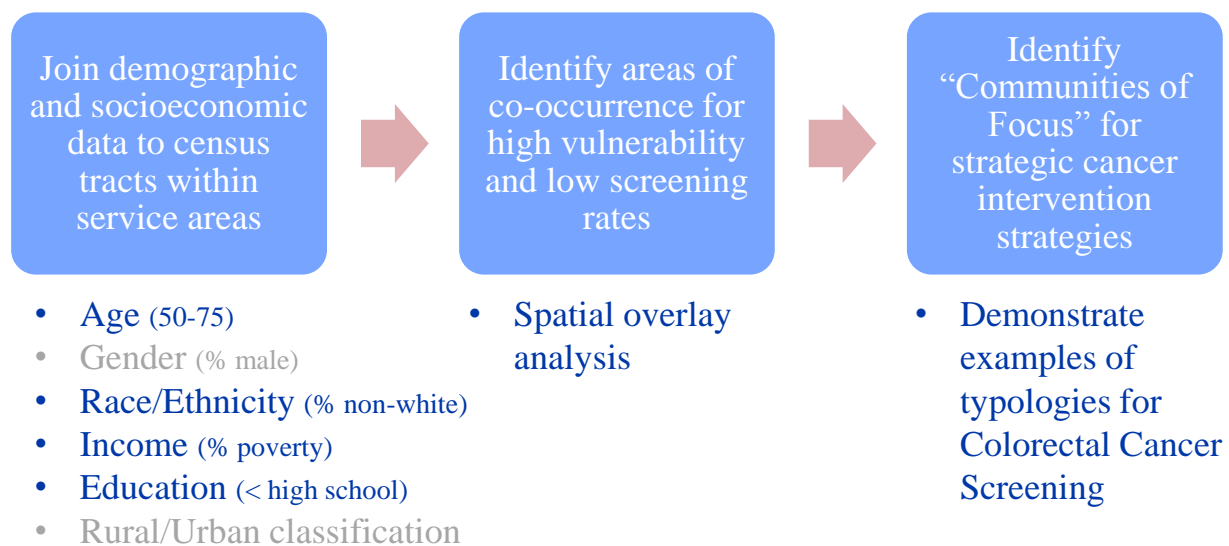 Join demographic
and socioeconomic
data to census
tracts within
service areas
Identify areas of
co-occurrence for
high vulnerability
and low screening
rates
Identify
“Communities of
Focus” for
strategic cancer
intervention
strategies
• Age (50-75)
• Gender (% male)
• Race/Ethnicity (% non-white)
• Income (% poverty)
• Education (< high school)
• Rural/Urban classification
• Spatial overlay
analysis
• Demonstrate
examples of
typologies for
Colorectal Cancer
Screening